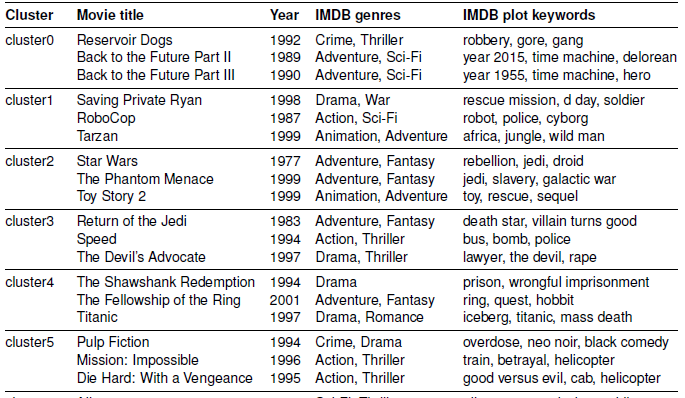 Cluster Movie title Year IMDB genres IMDB plot keywords
cluster0 Reservoir Dogs 1992 Crime, Thriller robbery, gore, gang
Back to the Future Part II 1989 Adventure, Sci-Fi year 2015, time machine, delorean
Back to the Future Part III 1990 Adventure, Sci-Fi year 1955, time machine, hero
cluster1 Saving Private Ryan 1998 Drama, War rescue mission, d day, soldier
RoboCop 1987 Action, Sci-Fi robot, police, cyborg
Tarzan 1999 Animation, Adventure africa, jungle, wild man
cluster2 Star Wars 1977 Adventure, Fantasy rebellion, jedi, droid
The Phantom Menace 1999 Adventure, Fantasy jedi, slavery, galactic war
Toy Story 2 1999 Animation, Adventure toy, rescue, sequel
cluster3 Return of the Jedi 1983 Adventure, Fantasy death star, villain turns good
Speed 1994 Action, Thriller bus, bomb, police
The Devil's Advocate 1997 Drama, Thriller lawyer, the devil, rape
cluster4 The Shawshank Redemption 1994 Drama prison, wrongful imprisonment
The Fellowship of the Ring 2001 Adventure, Fantasy ring, quest, hobbit
Titanic 1997 Drama, Romance iceberg, titanic, mass death
cluster5 Pulp Fiction 1994 Crime, Drama overdose, neo noir, black comedy
Mission: Impossible 1996 Action, Thriller train, betrayal, helicopter
Die Hard: With a Vengeance 1995 Action, Thriller good versus evil, cab, helicopter